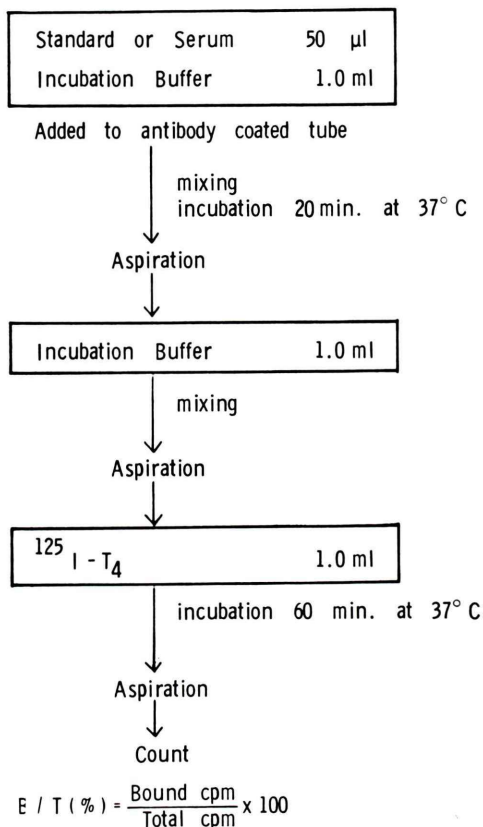 Standard or Serum 50 μl
Incubation Buffer 1.0 ml
Added to antibody coated tube
mixing
incubation 20 min. at 37° C
Aspiration
Incubation Buffer 1.0 ml
mixing
Aspiration
125 I - T4 1.0 ml
incubation 60 min. at 37° C
Aspiration
Count
E / T ( % ) = Bound cpm / Total cpm x 100